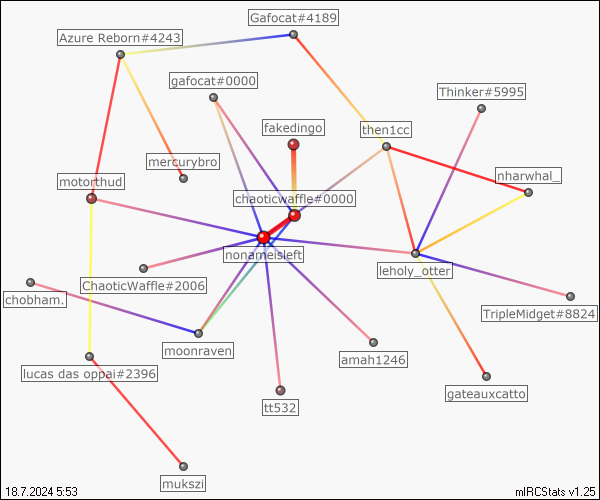 Gafocat#4189
Azure Reborn#4243
gafocat#0000
Thinker#5995
fakedingo
then1cc
mercurybro
nharwhal_
motorthud
chaoticwaffle#0000
nonameisleft
leholy_otter
ChaoticWaffle#2006
chobham.
TripleMidget#8824
moonraven
amah1246
lucas das oppai#2396
gateauxcatto
tt532
mukszi
18.7.2024 5:53
mIRCStats v1.25